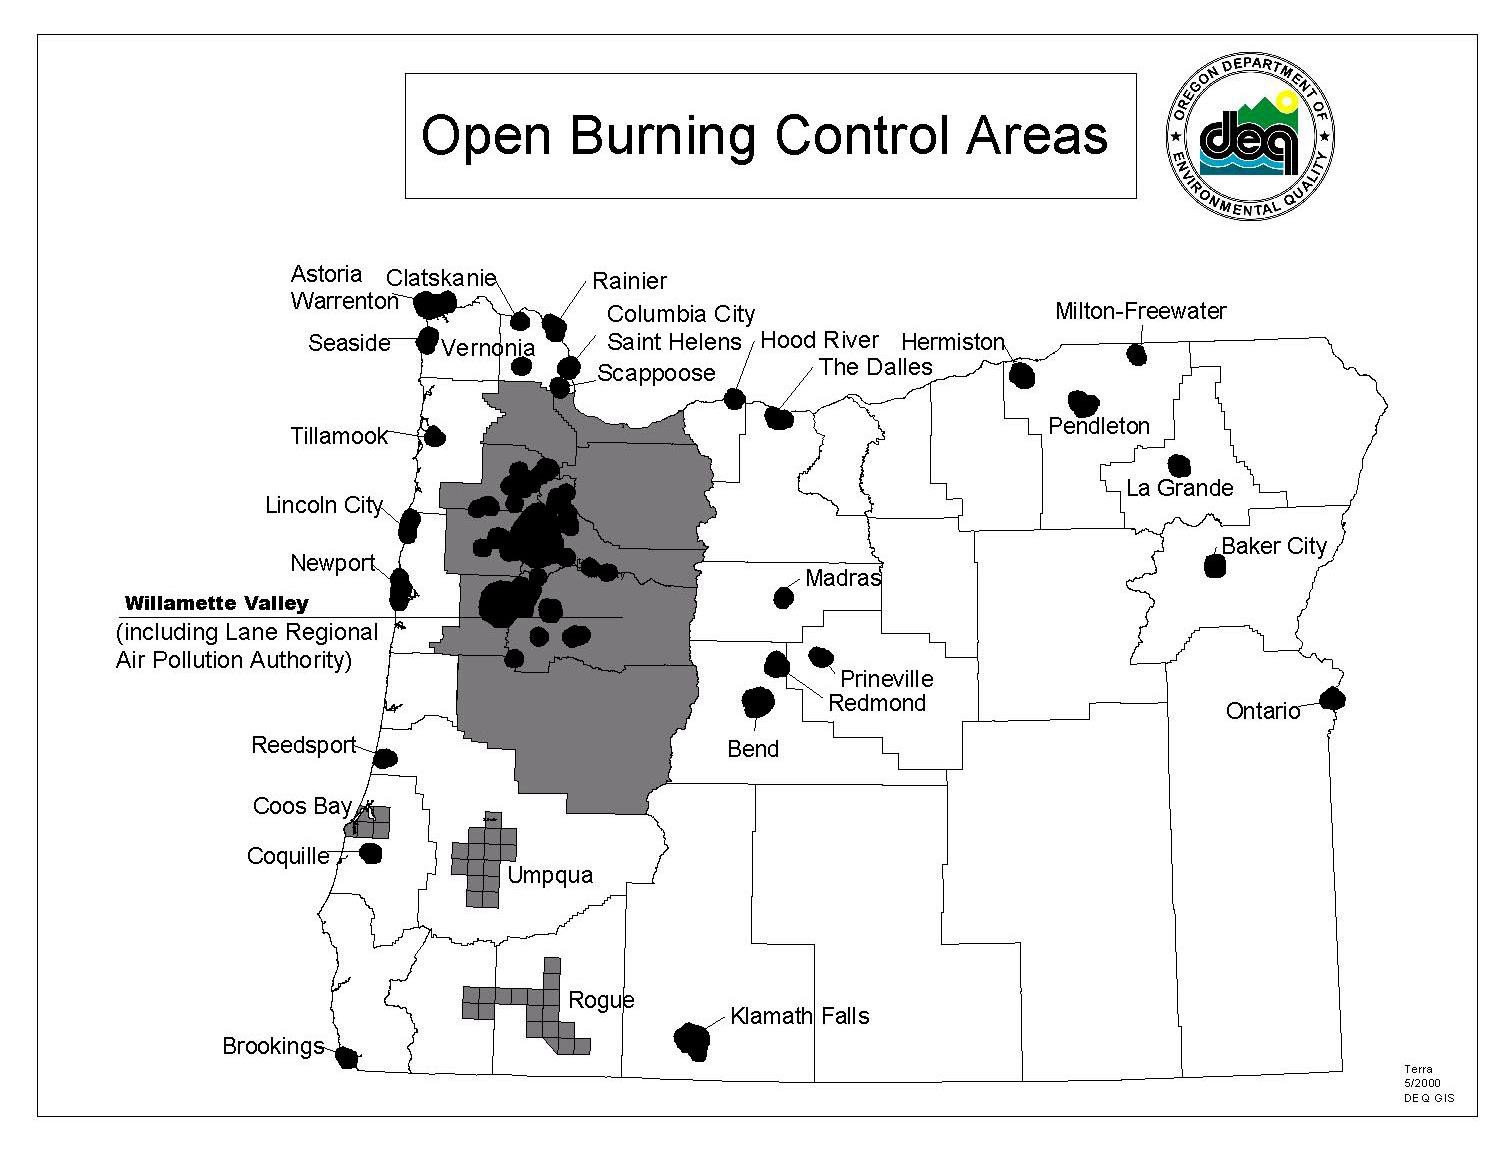 Open Burning Control Areas
OREGON DEPARTMENT OF
deq
ENVIRONMENTAL QUALITY
Astoria
Clatskanie
Rainier
Warrenton
Columbia City
Milton-Freewater
Seaside
Vernonia
Saint Helens
Hood River
Hermiston
Scappoose
The Dalles
Pendleton
Tillamook
La Grande
Lincoln City
Baker City
Newport
Madras
Willamette Valley
(including Lane Regional
Air Pollution Authority)
Prineville
Redmond
Ontario
Reedsport
Bend
Coos Bay
Coquille
Umpqua
Rogue
Klamath Falls
Brookings
Terra
5/2000
DEQ GIS